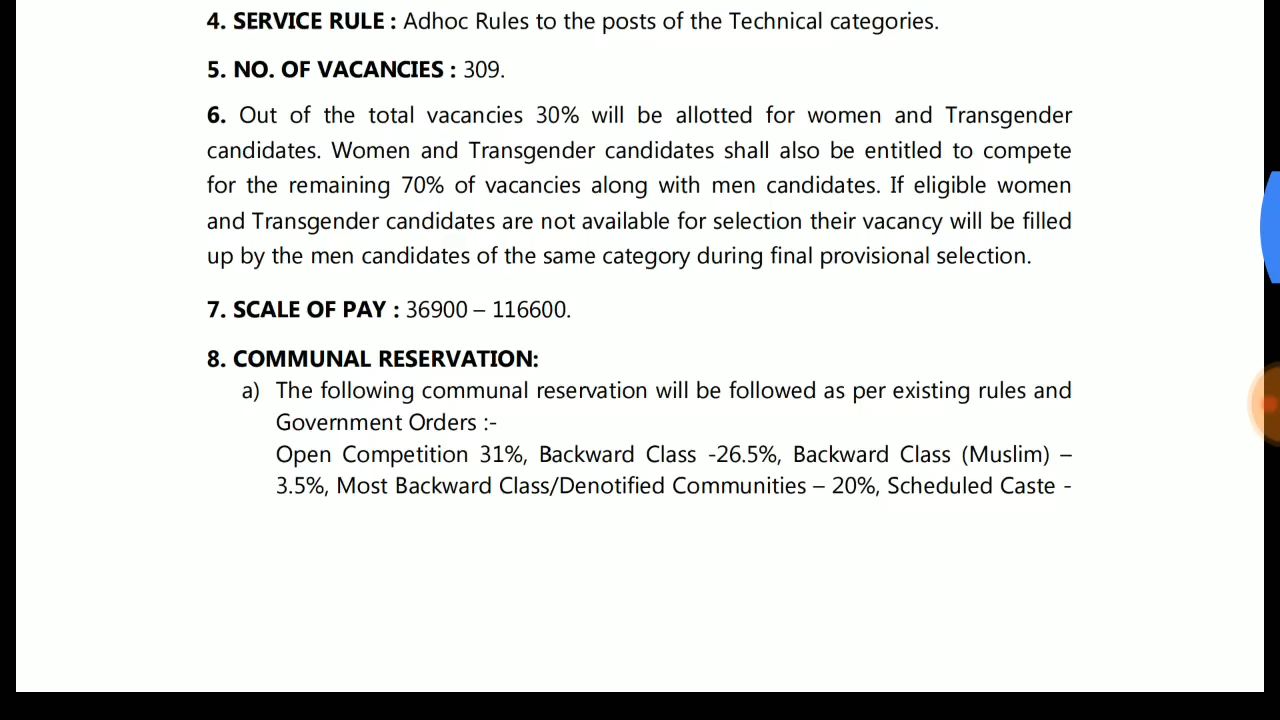 4. SERVICE RULE : Adhoc Rules to the posts of the Technical categories.
5. NO. OF VACANCIES : 309.
6. Out of the total vacancies 30% will be allotted for women and Transgender
candidates. Women and Transgender candidates shall also be entitled to compete
for the remaining 70% of vacancies along with men candidates. If eligible women
and Transgender candidates are not available for selection their vacancy will be filled
up by the men candidates of the same category during final provisional selection.
7. SCALE OF PAY : 36900 – 116600.
8. COMMUNAL RESERVATION:
a) The following communal reservation will be followed as per existing rules and
Government Orders :-
Open Competition 31%, Backward Class -26.5%, Backward Class (Muslim) –
3.5%, Most Backward Class/Denotified Communities – 20%, Scheduled Caste -